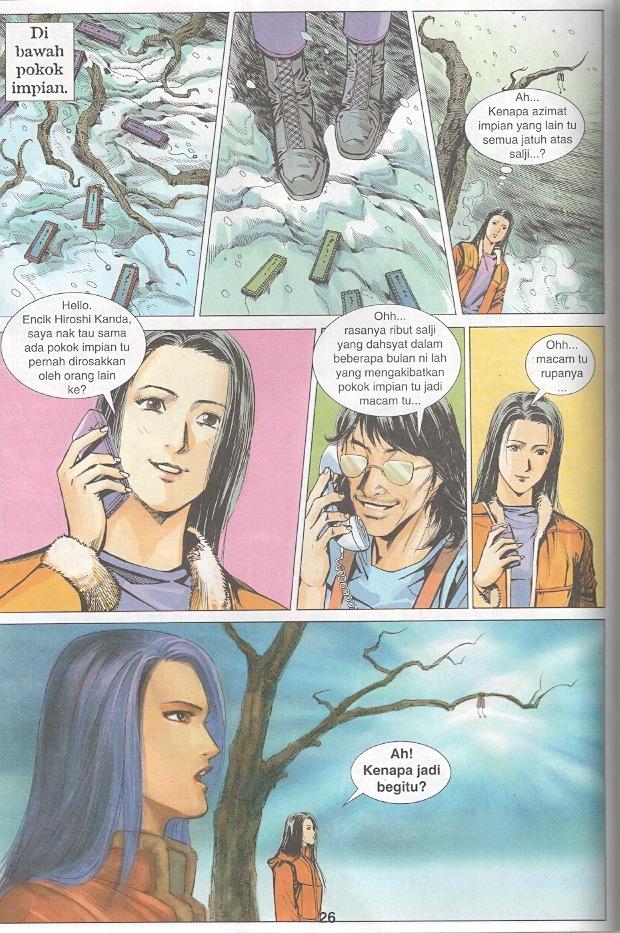 Di
bawah
pokok
impian.
Ah...
Kenapa azimat
impian yang lain tu
semua jatuh atas
salji...?
Hello.
Encik Hiroshi Kanda,
saya nak tau sama
ada pokok impian tu
pernah dirosakkan
oleh orang lain
ke?
Ohh...
rasanya ribut salji
yang dahsyat dalam
beberapa bulan ni lah
yang mengakibatkan
pokok impian tu jadi
macam tu...
Ohh...
macam tu
rupanya
...
Ah!
Kenapa jadi
begitu?
26